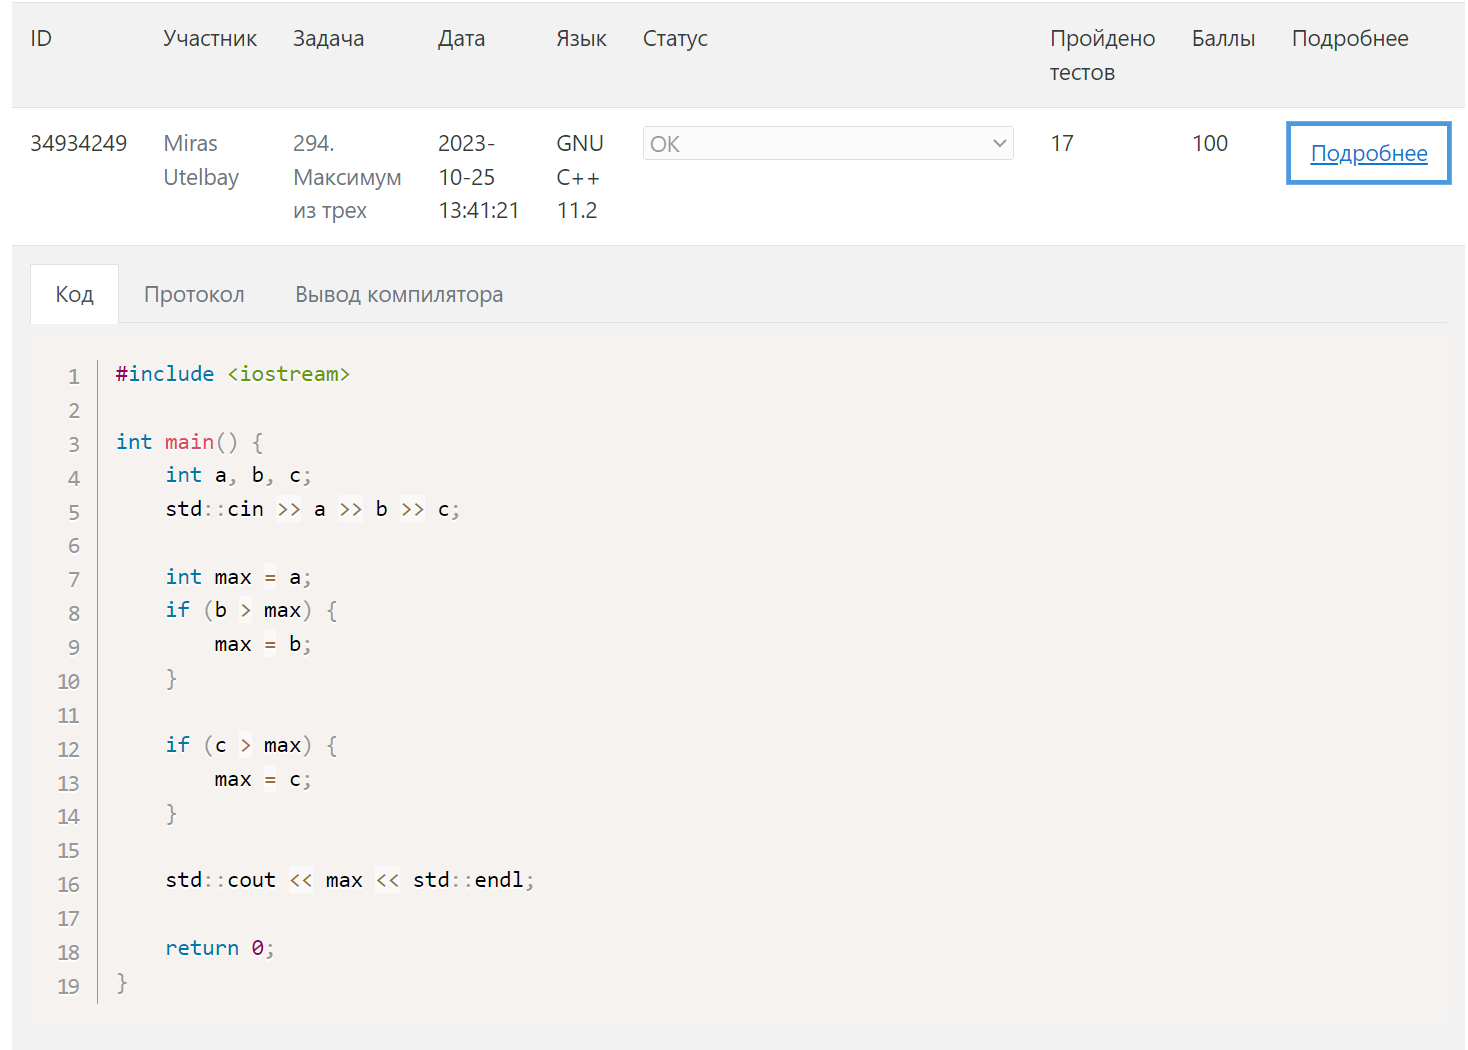 ID Участник Задача Дата Язык Статус Пройдено тестов Баллы Подробнее
34934249 Miras Utelbay 294. Максимум из трех 2023-10-25 13:41:21 GNU C++ 11.2 OK 17 100 Подробнее
Код Протокол Вывод компилятора
1 #include <iostream>
2
3 int main() {
4     int a, b, c;
5     std::cin >> a >> b >> c;
6
7     int max = a;
8     if (b > max) {
9         max = b;
10     }
11
12     if (c > max) {
13         max = c;
14     }
15
16     std::cout << max << std::endl;
17
18     return 0;
19 }